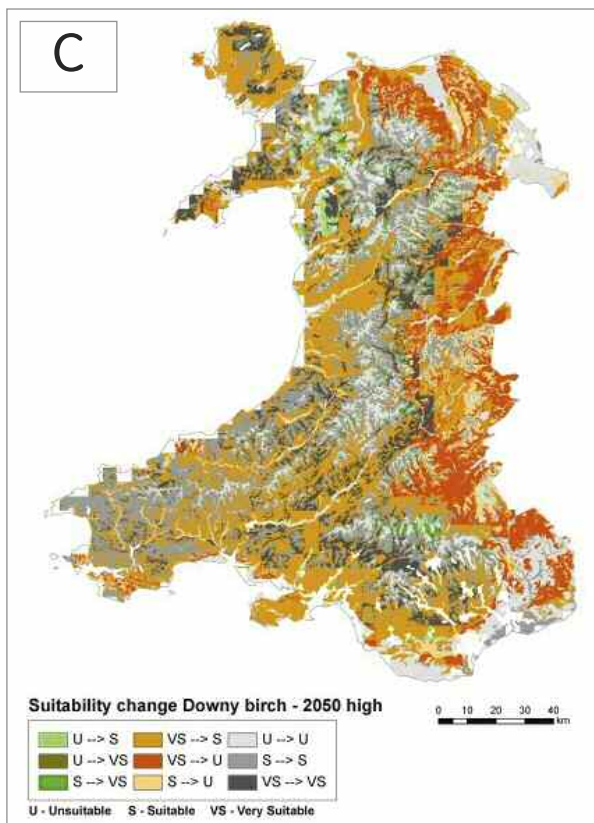 C
Suitability change Downy birch - 2050 high
0 5 10 20 30 40
km
U --> S VS --> S U --> U
U --> VS VS --> U S --> S
S --> VS S --> U VS --> VS
U - Unsuitable S - Suitable VS - Very Suitable